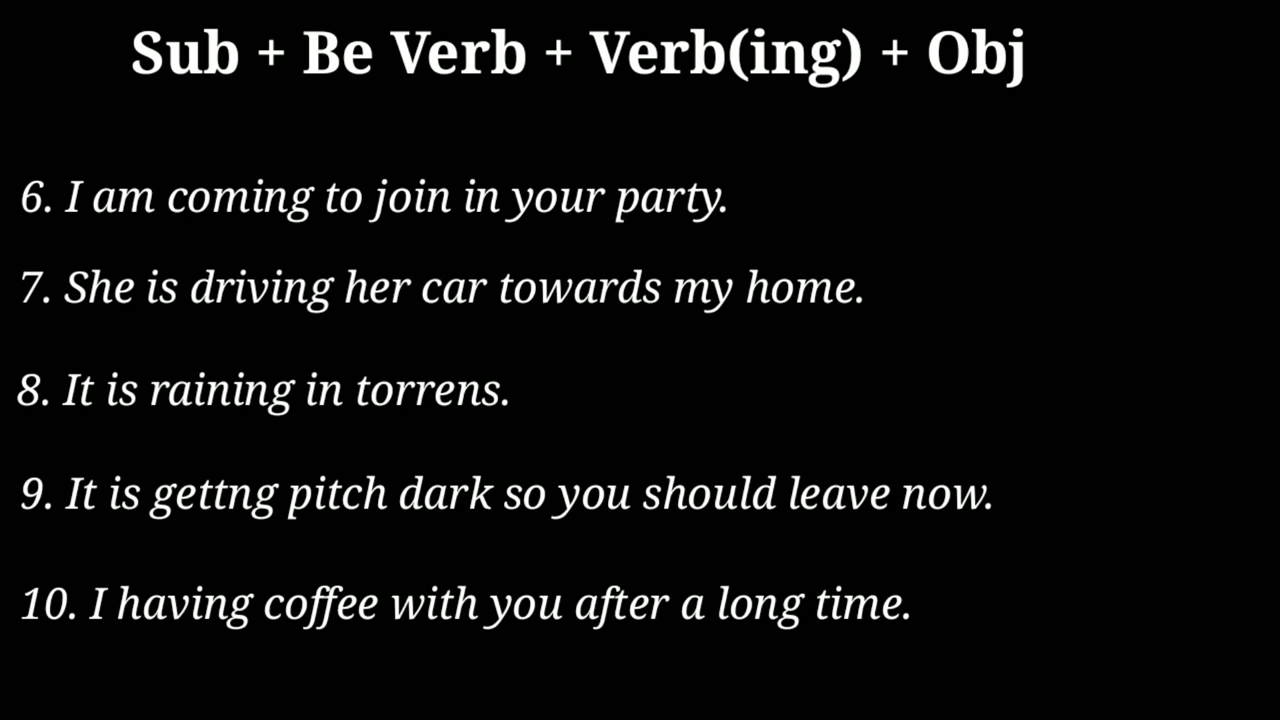 Sub + Be Verb + Verb(ing) + Obj
6. I am coming to join in your party.
7. She is driving her car towards my home.
8. It is raining in torrens.
9. It is gettng pitch dark so you should leave now.
10. I having coffee with you after a long time.